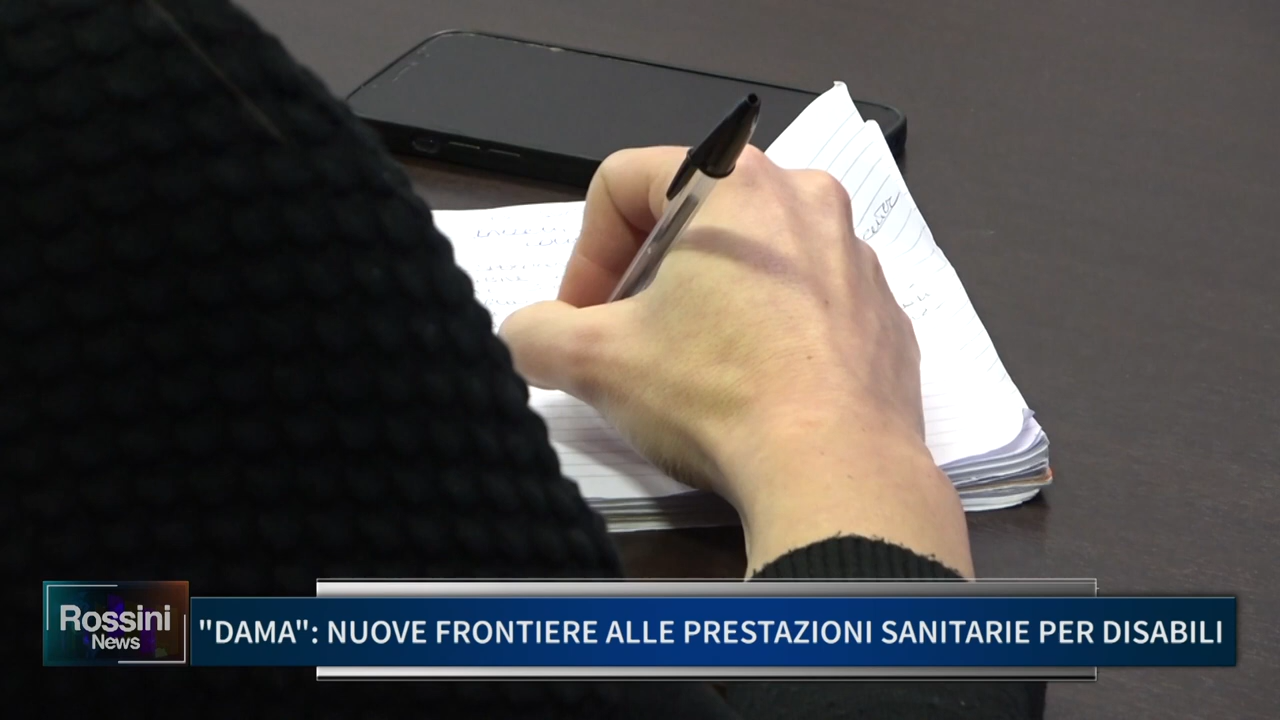 Rossini
News
"DAMA": NUOVE FRONTIERE ALLE PRESTAZIONI SANITARIE PER DISABILI